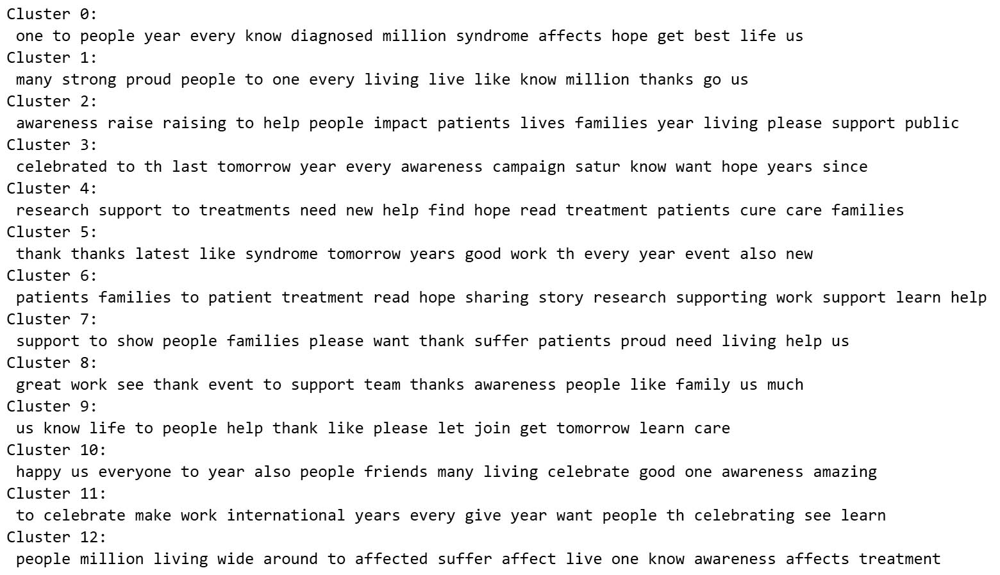 Cluster 0:
one to people year every know diagnosed million syndrome affects hope get best life us
Cluster 1:
many strong proud people to one every living live like know million thanks go us
Cluster 2:
awareness raise raising to help people impact patients lives families year living please support public
Cluster 3:
celebrated to th last tomorrow year every awareness campaign satur know want hope years since
Cluster 4:
research support to treatments need new help find hope read treatment patients cure care families
Cluster 5:
thank thanks latest like syndrome tomorrow years good work th every year event also new
Cluster 6:
patients families to patient treatment read hope sharing story research supporting work support learn help
Cluster 7:
support to show people families please want thank suffer patients proud need living help us
Cluster 8:
great work see thank event to support team thanks awareness people like family us much
Cluster 9:
us know life to people help thank like please let join get tomorrow learn care
Cluster 10:
happy us everyone to year also people friends many living celebrate good one awareness amazing
Cluster 11:
to celebrate make work international years every give year want people th celebrating see learn
Cluster 12:
people million living wide around to affected suffer affect live one know awareness affects treatment